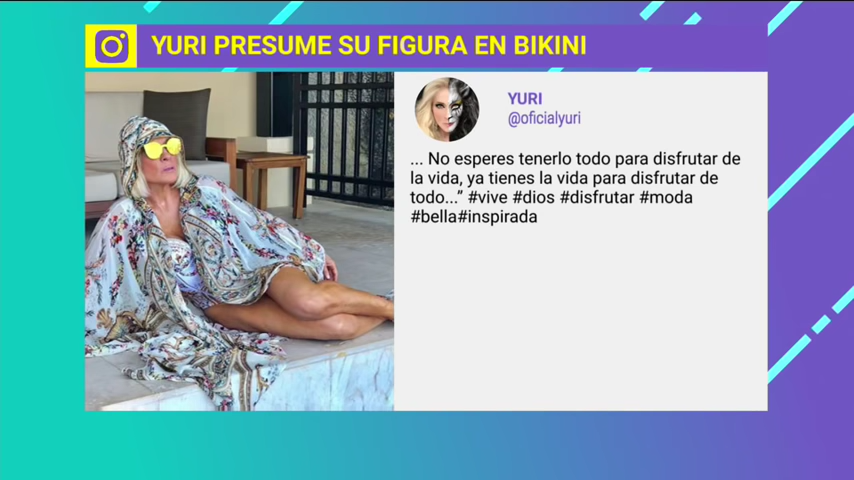 YURI PRESUME SU FIGURA EN BIKINI
YURI
@oficialyuri
... No esperes tenerlo todo para disfrutar de
la vida, ya tienes la vida para disfrutar de
todo...” #vive #dios #disfrutar #moda
#bella#inspirada